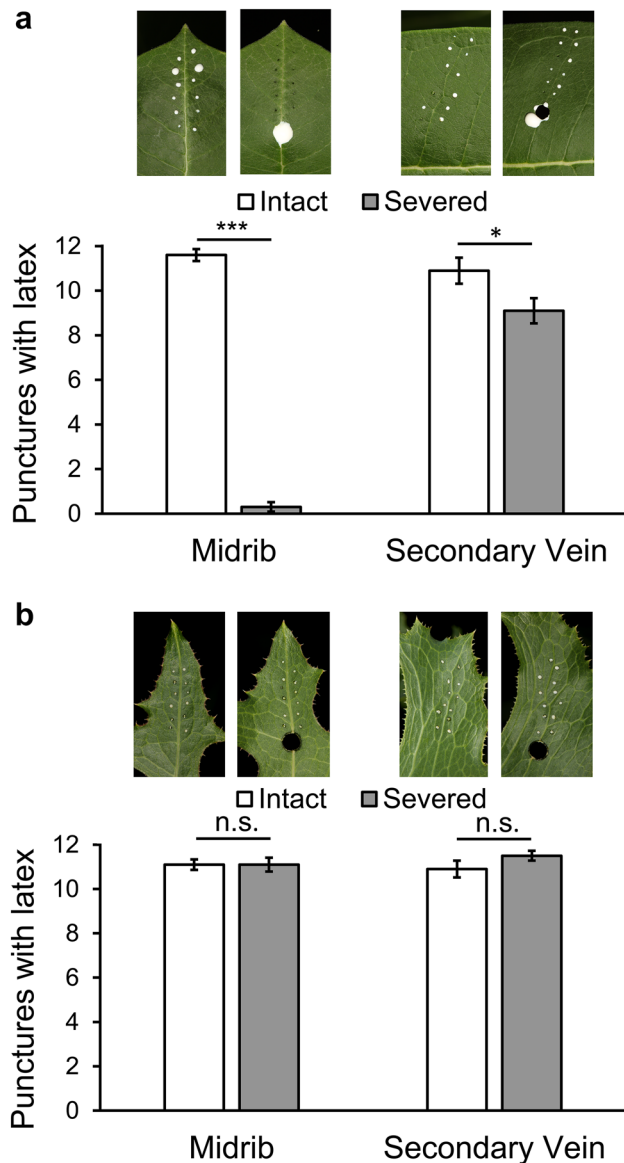 a
Intact Severed
*** *
Punctures with latex
12
10
8
6
4
2
0
Midrib Secondary Vein
b
Intact Severed
n.s. n.s.
Punctures with latex
12
10
8
6
4
2
0
Midrib Secondary Vein